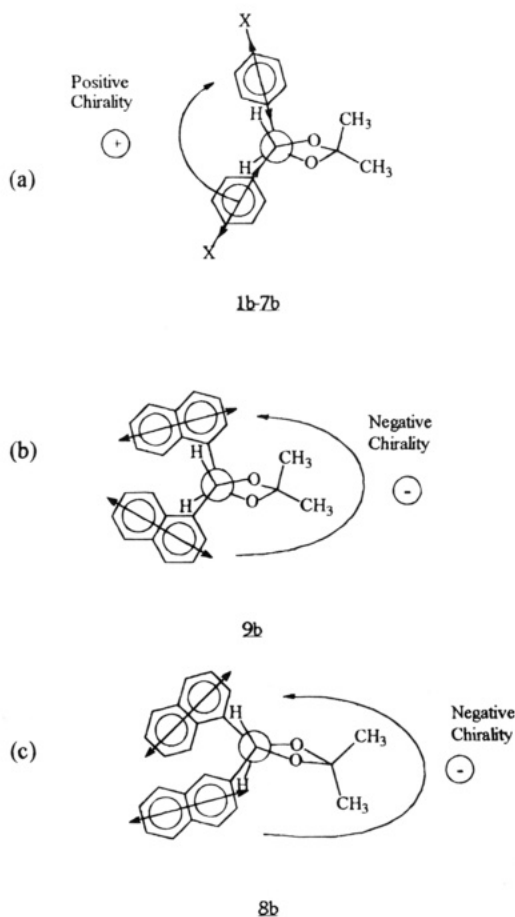 X
Positive
Chirality
+
H
O
CH3
(a)
H
O
CH3
X
1b-7b
(b)
Negative
Chirality
H
O
CH3
-
H
O
CH3
9b
(c)
H
Negative
Chirality
O
O
CH3
-
H
CH3
8b